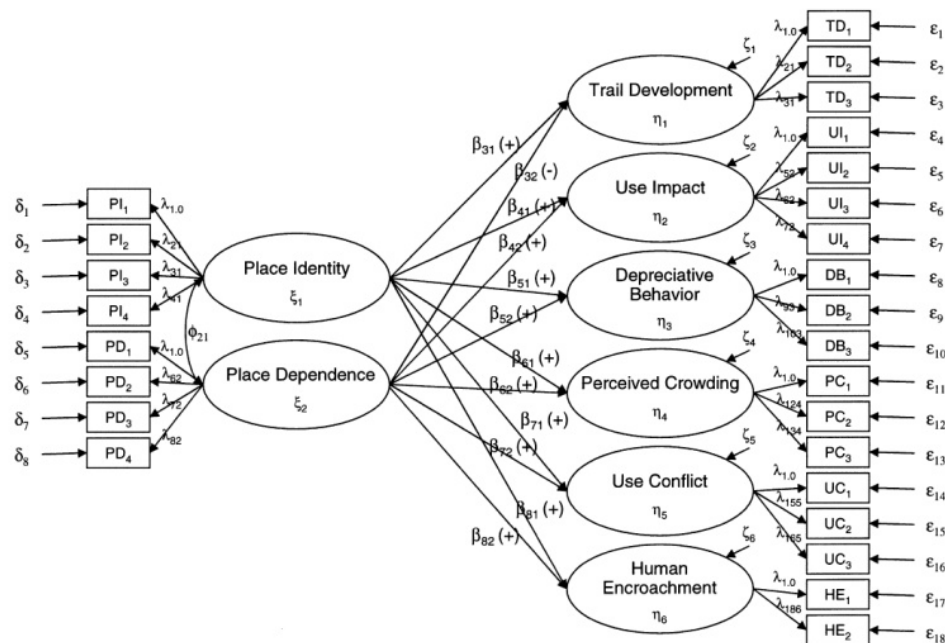 δ₁
PI₁
λ₁.₀
δ₂
PI₂
λ₂₁
δ₃
PI₃
λ₃₁
δ₄
PI₄
λ₄₁
δ₅
PD₁
λ₁.₀
δ₆
PD₂
λ₆₂
δ₇
PD₃
λ₇₂
δ₈
PD₄
λ₈₂
ϕ₂₁
Place Identity
ξ₁
Place Dependence
ξ₂
β₃₁ (+)
β₃₂ (-)
β₄₁ (+)
β₄₂ (+)
β₅₁ (+)
β₅₂ (+)
β₆₁ (+)
β₆₂ (+)
β₇₁ (+)
β₇₂ (+)
β₈₁ (+)
β₈₂ (+)
ζ₁
Trail Development
η₁
ζ₂
Use Impact
η₂
ζ₃
Depreciative
Behavior
η₃
ζ₄
Perceived Crowding
η₄
ζ₅
Use Conflict
η₅
ζ₆
Human
Encroachment
η₆
λ₁.₀
TD₁
ε₁
λ₂₁
TD₂
ε₂
λ₃₁
TD₃
ε₃
λ₁.₀
UI₁
ε₄
λ₅₂
UI₂
ε₅
λ₆₂
UI₃
ε₆
λ₇₂
UI₄
ε₇
λ₁.₀
DB₁
ε₈
λ₉₃
DB₂
ε₉
λ₁₀₃
DB₃
ε₁₀
λ₁.₀
PC₁
ε₁₁
λ₁₂₄
PC₂
ε₁₂
λ₁₃₄
PC₃
ε₁₃
λ₁.₀
UC₁
ε₁₄
λ₁₅₅
UC₂
ε₁₅
λ₁₆₅
UC₃
ε₁₆
λ₁.₀
HE₁
ε₁₇
λ₁₈₆
HE₂
ε₁₈